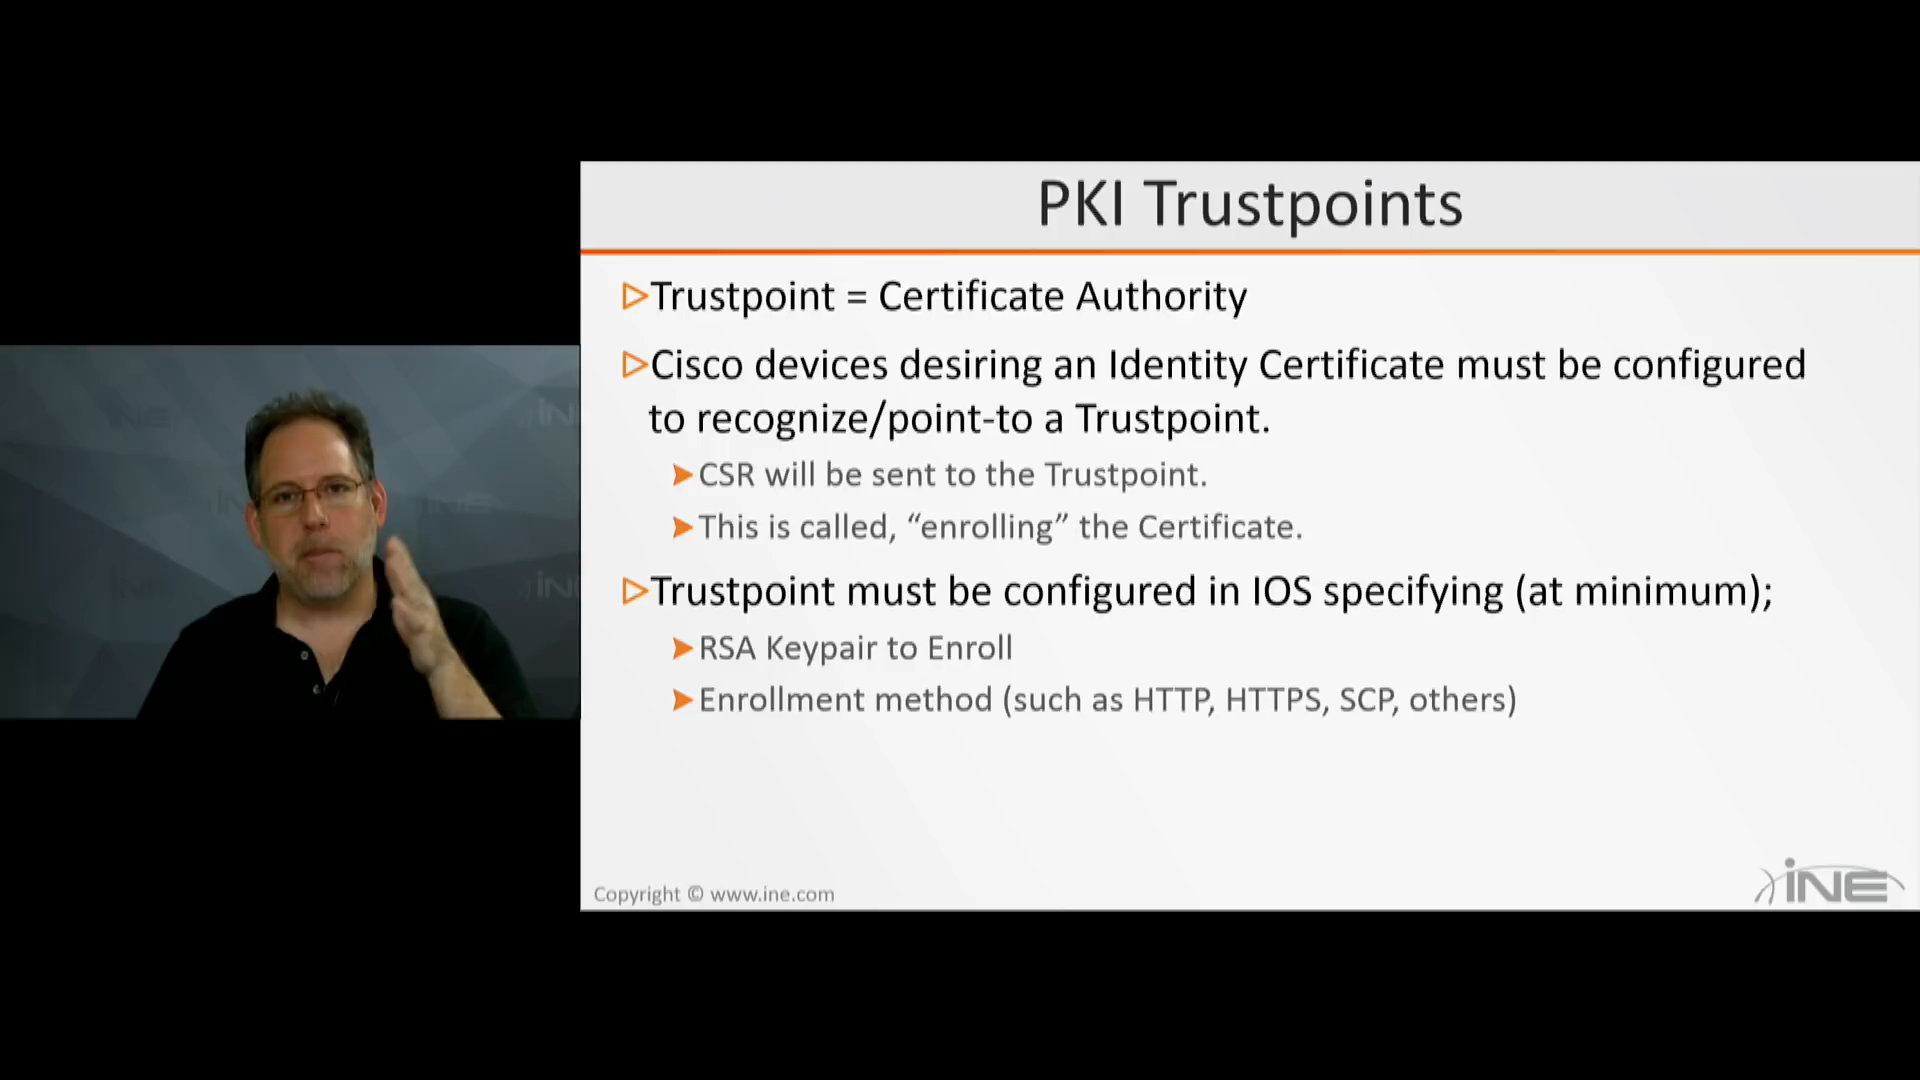 PKI Trustpoints
Trustpoint = Certificate Authority
Cisco devices desiring an Identity Certificate must be configured
to recognize/point-to a Trustpoint.
CSR will be sent to the Trustpoint.
This is called, “enrolling” the Certificate.
Trustpoint must be configured in IOS specifying (at minimum);
RSA Keypair to Enroll
Enrollment method (such as HTTP, HTTPS, SCP, others)
Copyright © www.ine.com
iNE